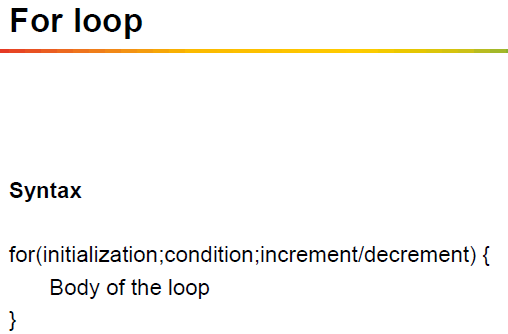 For loop
Syntax
for(initialization;condition;increment/decrement) {
Body of the loop
}